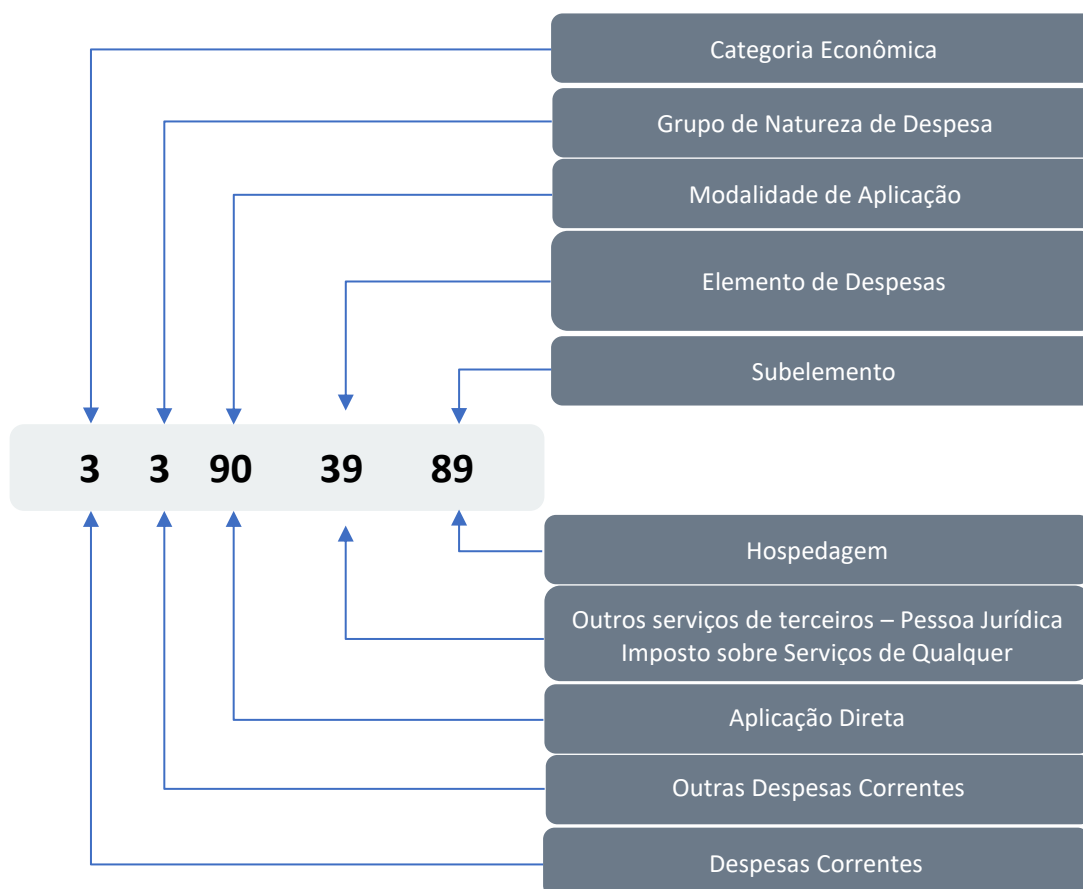 Categoria Econômica
Grupo de Natureza de Despesa
Modalidade de Aplicação
Elemento de Despesas
Subelemento
3 3 90 39 89
Hospedagem
Outros serviços de terceiros – Pessoa Jurídica
Imposto sobre Serviços de Qualquer
Aplicação Direta
Outras Despesas Correntes
Despesas Correntes